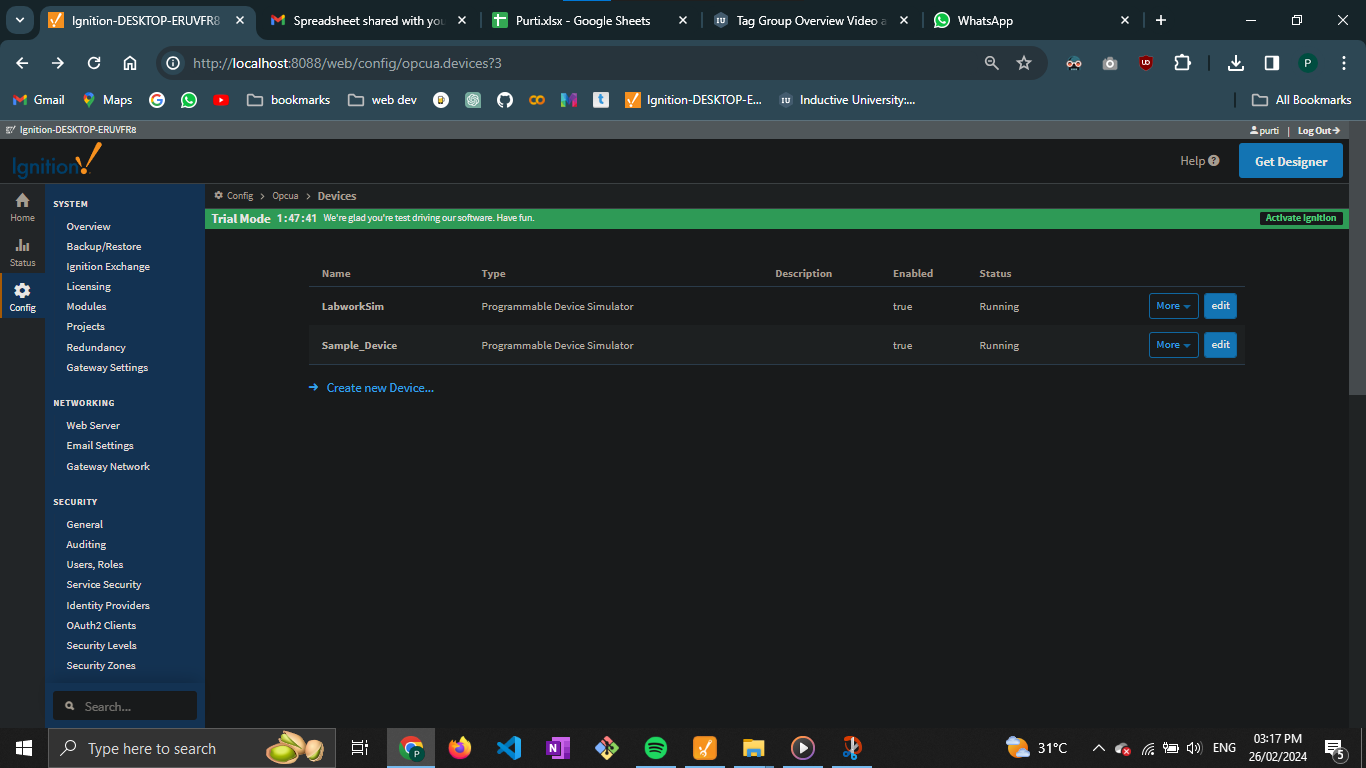 Ignition-DESKTOP-ERUVFR8
Spreadsheet shared with you
Purti.xlsx - Google Sheets
Tag Group Overview Video a
WhatsApp
http://localhost:8088/web/config/opcua.devices?3
UD
P
Gmail
Maps
bookmarks
web dev
Ignition-DESKTOP-E...
IU
Inductive University:...
All Bookmarks
Ignition-DESKTOP-ERUVFR8
purti | Log Out
Ignition!
Help
Get Designer
Home
Status
Config
SYSTEM
Overview
Backup/Restore
Ignition Exchange
Licensing
Modules
Projects
Redundancy
Gateway Settings
NETWORKING
Web Server
Email Settings
Gateway Network
SECURITY
General
Auditing
Users, Roles
Service Security
Identity Providers
OAuth2 Clients
Security Levels
Security Zones
Search...
Config > Opcua > Devices
Trial Mode 1:47:41 We're glad you're test driving our software. Have fun.
Activate Ignition
Name Type Description Enabled Status
LabworkSim Programmable Device Simulator true Running More edit
Sample_Device Programmable Device Simulator true Running More edit
Create new Device...
Type here to search
31°C
ENG
03:17 PM
26/02/2024
5